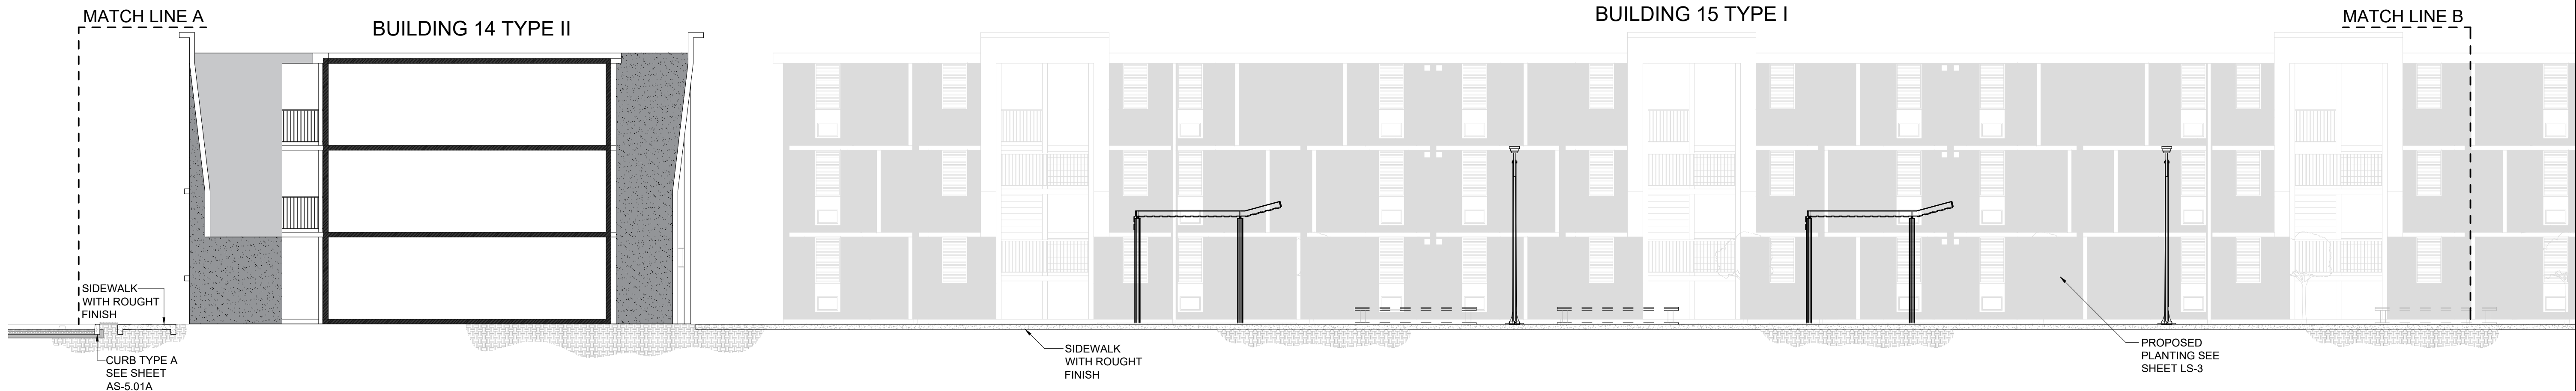 MATCH LINE A
BUILDING 14 TYPE II
BUILDING 15 TYPE I
MATCH LINE B
SIDEWALK
WITH ROUGHT
FINISH
CURB TYPE A
SEE SHEET
AS-5.01A
SIDEWALK
WITH ROUGHT
FINISH
PROPOSED
PLANTING SEE
SHEET LS-3